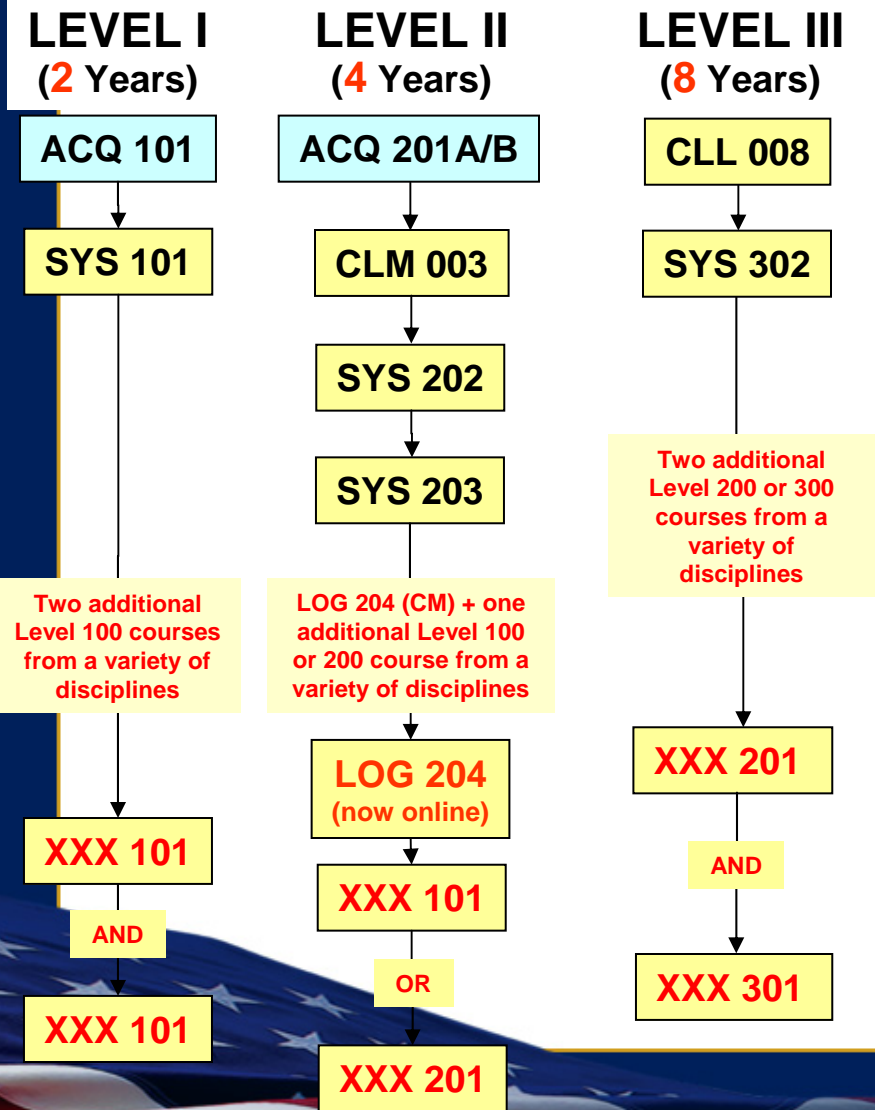 LEVEL I
(2 Years)
ACQ 101
SYS 101
Two additional
Level 100 courses
from a variety of
disciplines
XXX 101
AND
XXX 101
LEVEL II
(4 Years)
ACQ 201A/B
CLM 003
SYS 202
SYS 203
LOG 204 (CM) + one
additional Level 100
or 200 course from a
variety of disciplines
LOG 204
(now online)
XXX 101
OR
XXX 201
LEVEL III
(8 Years)
CLL 008
SYS 302
Two additional
Level 200 or 300
courses from a
variety of
disciplines
XXX 201
AND
XXX 301